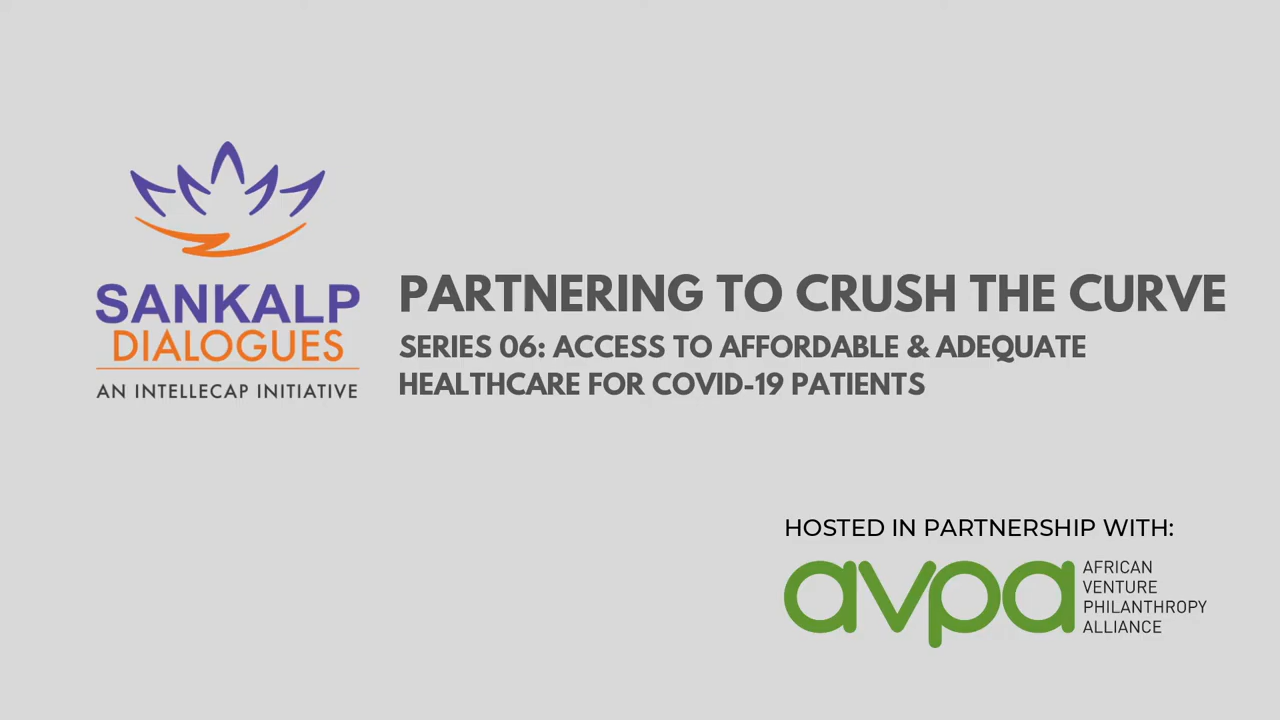 SANKALP
DIALOGUES
AN INTELLECAP INITIATIVE
PARTNERING TO CRUSH THE CURVE
SERIES 06: ACCESS TO AFFORDABLE & ADEQUATE
HEALTHCARE FOR COVID-19 PATIENTS
HOSTED IN PARTNERSHIP WITH:
avpa
AFRICAN
VENTURE
PHILANTHROPY
ALLIANCE